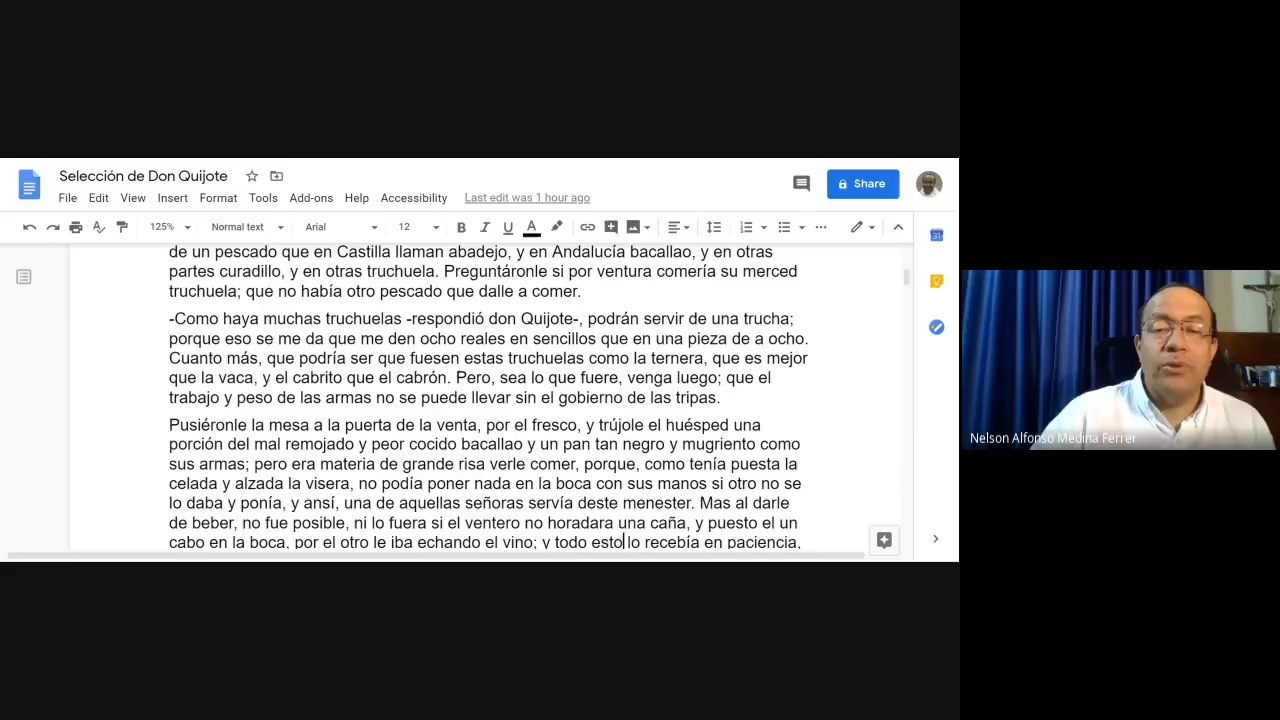 Selección de Don Quijote
Share
File Edit View Insert Format Tools Add-ons Help Accessibility Last edit was 1 hour ago
125% Normal text Arial 12 B I U A
31
de un pescado que en Castilla llaman abadejo, y en Andalucía bacallao, y en otras
partes curadillo, y en otras truchuela. Preguntáronle si por ventura comería su merced
truchuela; que no había otro pescado que dalle a comer.
-Como haya muchas truchuelas -respondió don Quijote-, podrán servir de una trucha;
porque eso se me da que me den ocho reales en sencillos que en una pieza de a ocho.
Cuanto más, que podría ser que fuesen estas truchuelas como la ternera, que es mejor
que la vaca, y el cabrito que el cabrón. Pero, sea lo que fuere, venga luego; que el
trabajo y peso de las armas no se puede llevar sin el gobierno de las tripas.
Pusiéronle la mesa a la puerta de la venta, por el fresco, y trújole el huésped una
porción del mal remojado y peor cocido bacallao y un pan tan negro y mugriento como
sus armas; pero era materia de grande risa verle comer, porque, como tenía puesta la
celada y alzada la visera, no podía poner nada en la boca con sus manos si otro no se
lo daba y ponía, y ansí, una de aquellas señoras servía deste menester. Mas al darle
de beber, no fue posible, ni lo fuera si el ventero no horadara una caña, y puesto el un
cabo en la boca, por el otro le iba echando el vino; y todo esto lo recebía en paciencia,
Nelson Alfonso Medina Ferrer